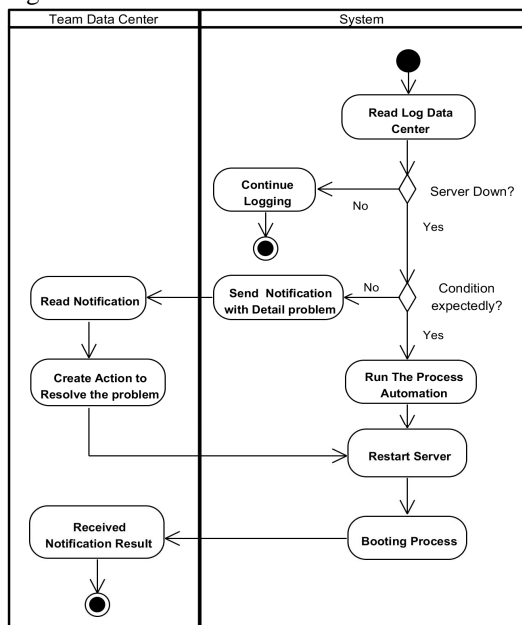 Team Data Center
System
Read Log Data
Center
Server Down?
Continue
Logging
No
Yes
Condition
expectedly?
No
Send Notification
with Detail problem
Read Notification
Yes
Create Action to
Resolve the problem
Run The Process
Automation
Restart Server
Received
Notification Result
Booting Process